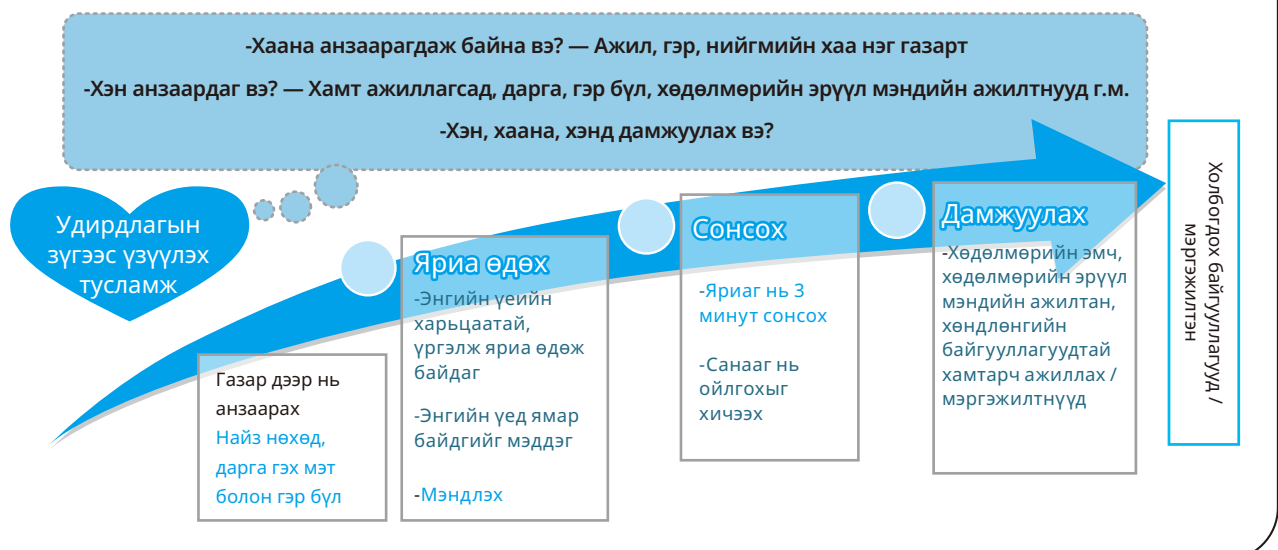 -Хаана анзаарагдаж байна вэ? — Ажил, гэр, нийгмийн хаа нэг газарт
-Хэн анзаардаг вэ? — Хамт ажиллагсад, дарга, гэр бүл, хөдөлмөрийн эрүүл мэндийн ажилтнууд г.м.
-Хэн, хаана, хэнд дамжуулах вэ?
Удирдлагын
зүгээс үзүүлэх
тусламж
Газар дээр нь
анзаарах
Найз нөхөд,
дарга гэх мэт
болон гэр бүл
Яриа өдөх
-Энгийн үеийн
харьцаатай,
үргэлж яриа өдөж
байдаг
-Энгийн үед ямар
байдгийг мэддэг
-Мэндлэх
Сонсох
-Яриаг нь 3
минут сонсох
-Санааг нь
ойлгохыг
хичээх
Дамжуулах
-Хөдөлмөрийн эмч,
хөдөлмөрийн эрүүл
мэндийн ажилтан,
хөндлөнгийн
байгууллагуудтай
хамтарч ажиллах /
мэргэжилтнүүд
Холбогдох байгууллагууд /
мэргэжилтэн